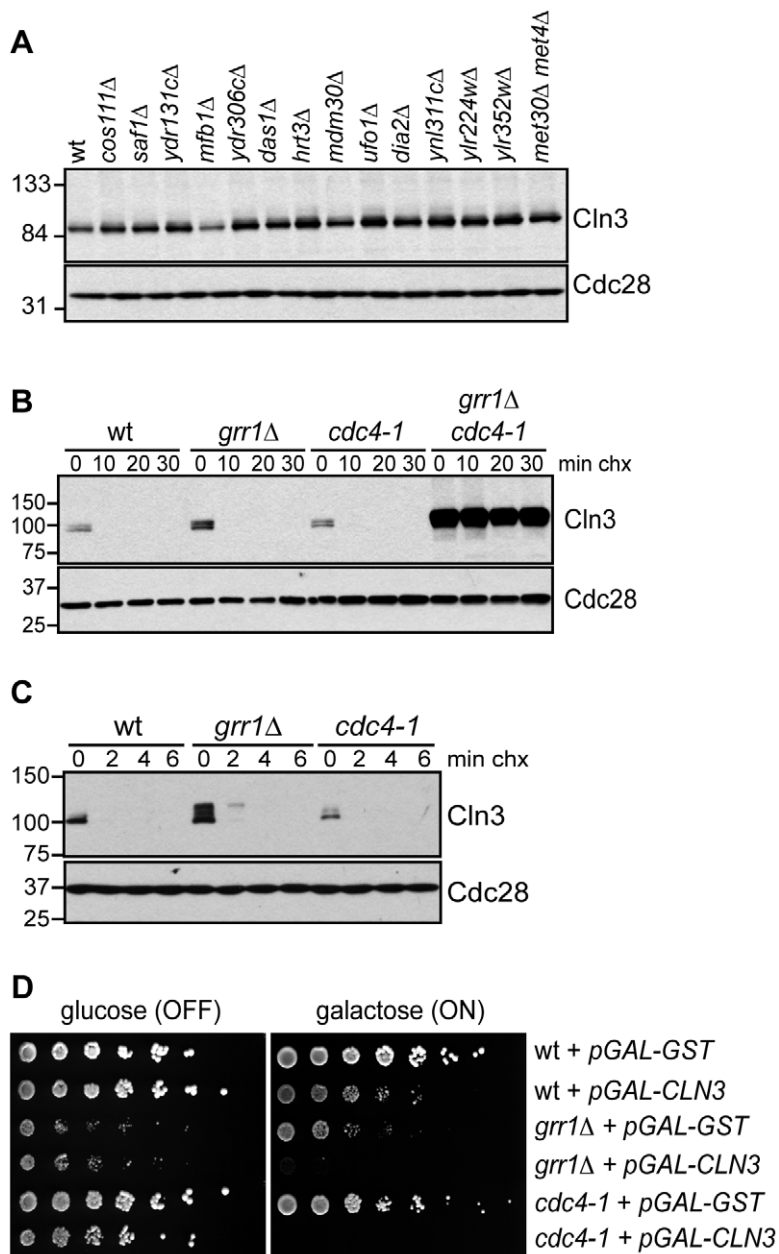 A
wt
cos111Δ
saf1Δ
ydr131cΔ
mfb1Δ
ydr306cΔ
das1Δ
hrt3Δ
mdm30Δ
ufo1Δ
dia2Δ
ynl311cΔ
ylr224wΔ
ylr352wΔ
met30Δ met4Δ
133
84
Cln3
31
Cdc28
B
wt
grr1Δ
cdc4-1
grr1Δ
cdc4-1
0 10 20 30 0 10 20 30 0 10 20 30 0 10 20 30 min chx
150
100
75
Cln3
37
25
Cdc28
C
wt
grr1Δ
cdc4-1
0 2 4 6 0 2 4 6 0 2 4 6 min chx
150
100
75
Cln3
37
25
Cdc28
D
glucose (OFF) galactose (ON)
wt + pGAL-GST
wt + pGAL-CLN3
grr1Δ + pGAL-GST
grr1Δ + pGAL-CLN3
cdc4-1 + pGAL-GST
cdc4-1 + pGAL-CLN3